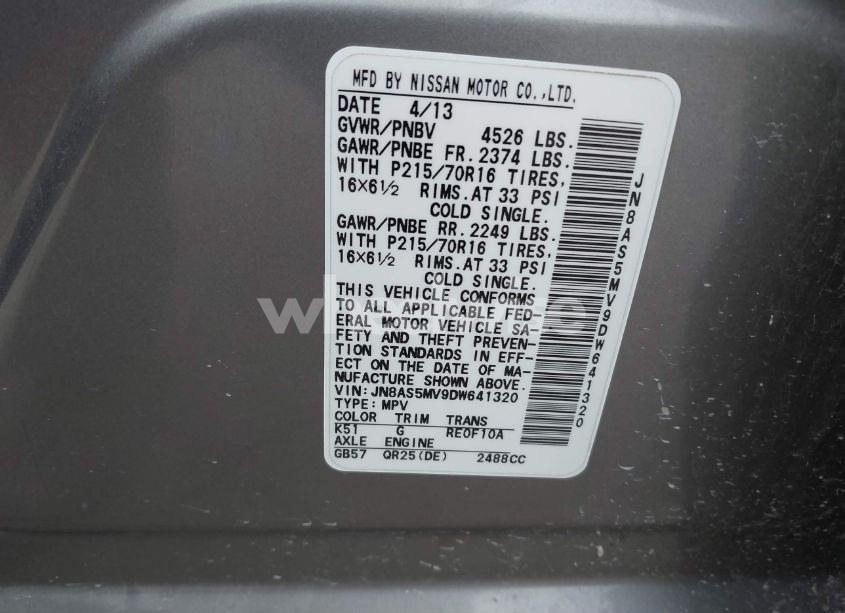 MFD BY NISSAN MOTOR CO.,LTD.
DATE 4/13
GVWR/PNBV 4526 LBS.
GAWR/PNBE FR. 2374 LBS.
WITH P215/70R16 TIRES,
16X6½ RIMS.AT 33 PSI
COLD SINGLE.
GAWR/PNBE RR. 2249 LBS.
WITH P215/70R16 TIRES,
16X6½ RIMS.AT 33 PSI
COLD SINGLE.
THIS VEHICLE CONFORMS
TO ALL APPLICABLE FED-
ERAL MOTOR VEHICLE SA-
FETY AND THEFT PREVEN-
TION STANDARDS IN EFF-
ECT ON THE DATE OF MA-
NUFACTURE SHOWN ABOVE.
VIN: JN8AS5MV9DW641320
TYPE: MPV
COLOR TRIM TRANS
K51 G RE0F10A
AXLE ENGINE
GB57 QR25(DE) 2488CC
JN8AS5MV9DW641320